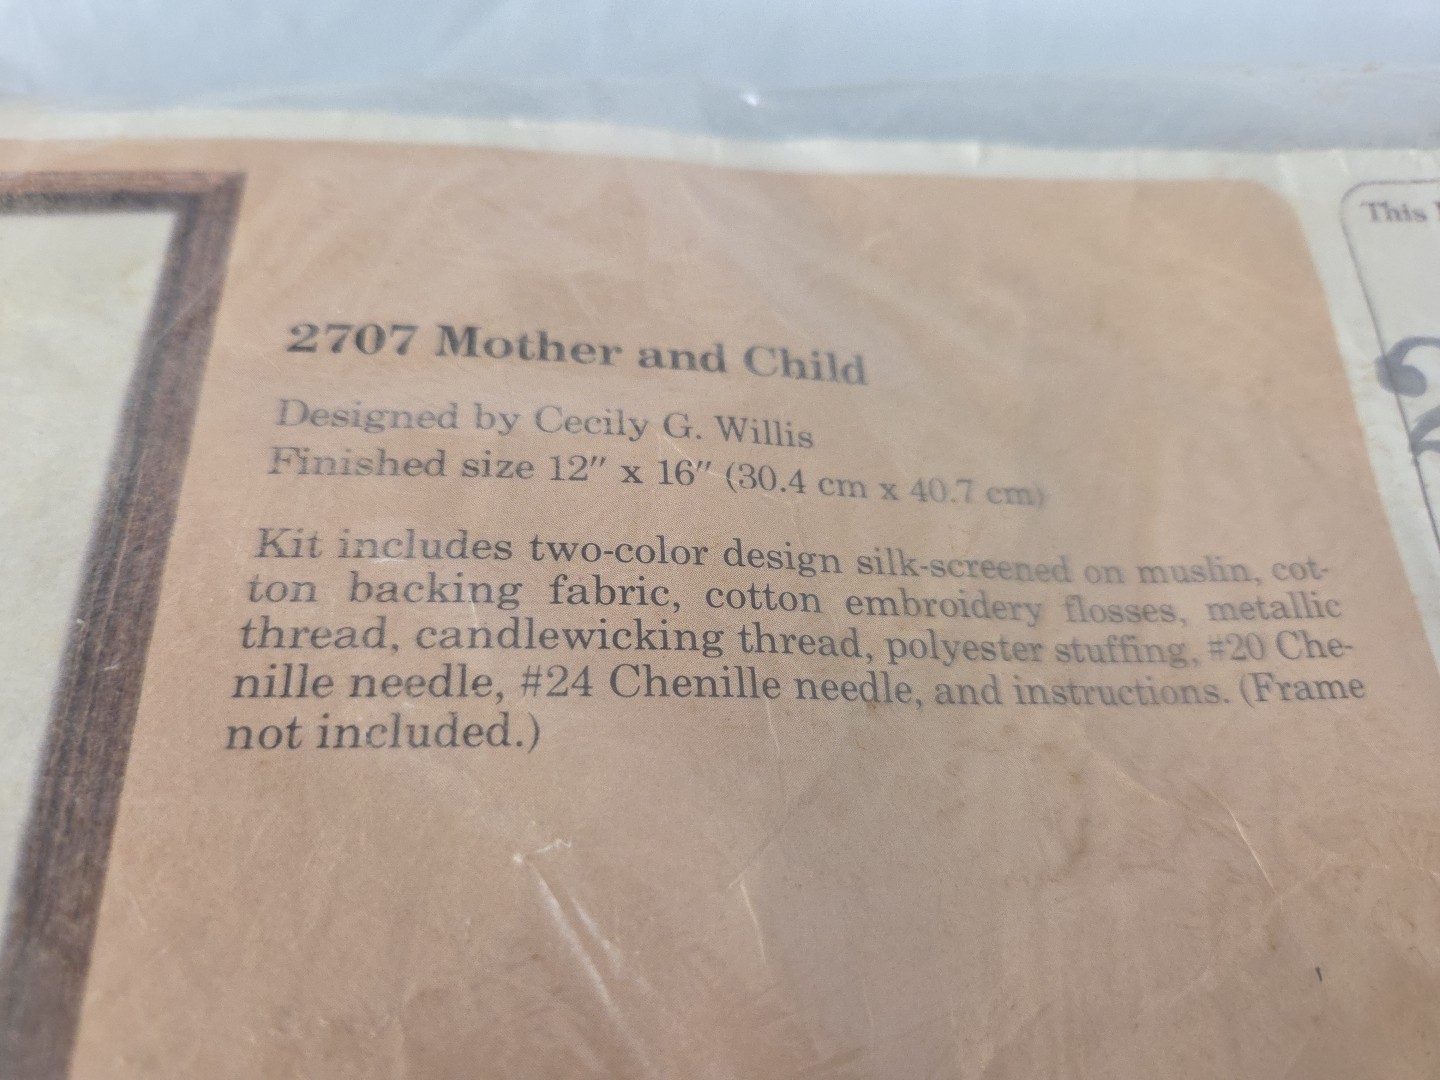 2707 Mother and Child
Designed by Cecily G. Willis
Finished size 12" x 16" (30.4 cm x 40.7 cm)
Kit includes two-color design silk-screened on muslin, cot-
ton backing fabric, cotton embroidery flosses, metallic
thread, candlewicking thread, polyester stuffing, #20 Che-
nille needle, #24 Chenille needle, and instructions. (Frame
not included.)
This
2